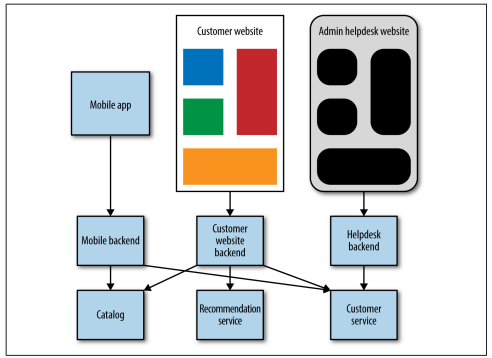 Customer website
Admin helpdesk website
Mobile app
Mobile backend
Customer
website
backend
Helpdesk
backend
Catalog
Recommendation
service
Customer
service